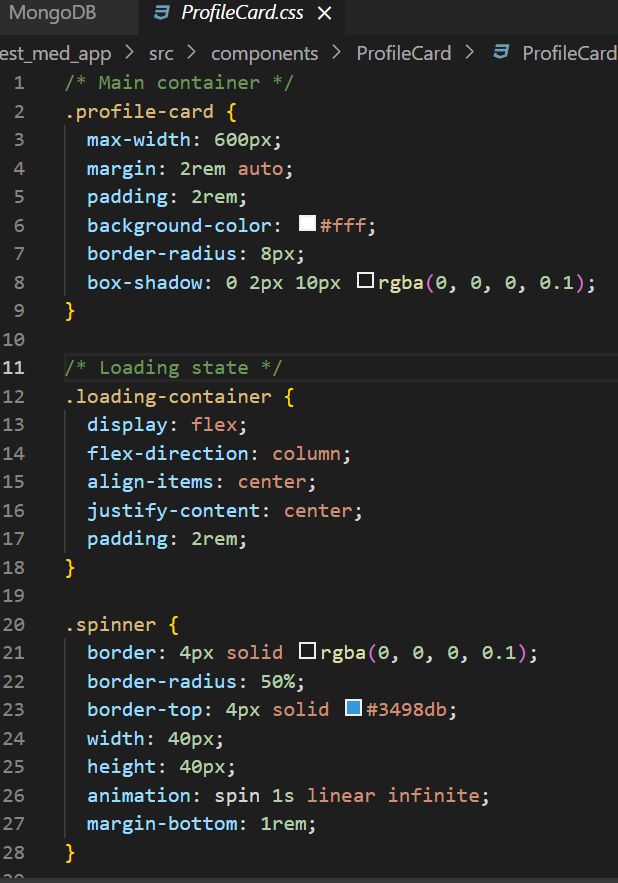 MongoDB
ProfileCard.css
est_med_app > src > components > ProfileCard > ProfileCard
1 /* Main container */
2 .profile-card {
3 max-width: 600px;
4 margin: 2rem auto;
5 padding: 2rem;
6 background-color: #fff;
7 border-radius: 8px;
8 box-shadow: 0 2px 10px rgba(0, 0, 0, 0.1);
9 }
10
11 /* Loading state */
12 .loading-container {
13 display: flex;
14 flex-direction: column;
15 align-items: center;
16 justify-content: center;
17 padding: 2rem;
18 }
19
20 .spinner {
21 border: 4px solid rgba(0, 0, 0, 0.1);
22 border-radius: 50%;
23 border-top: 4px solid #3498db;
24 width: 40px;
25 height: 40px;
26 animation: spin 1s linear infinite;
27 margin-bottom: 1rem;
28 }